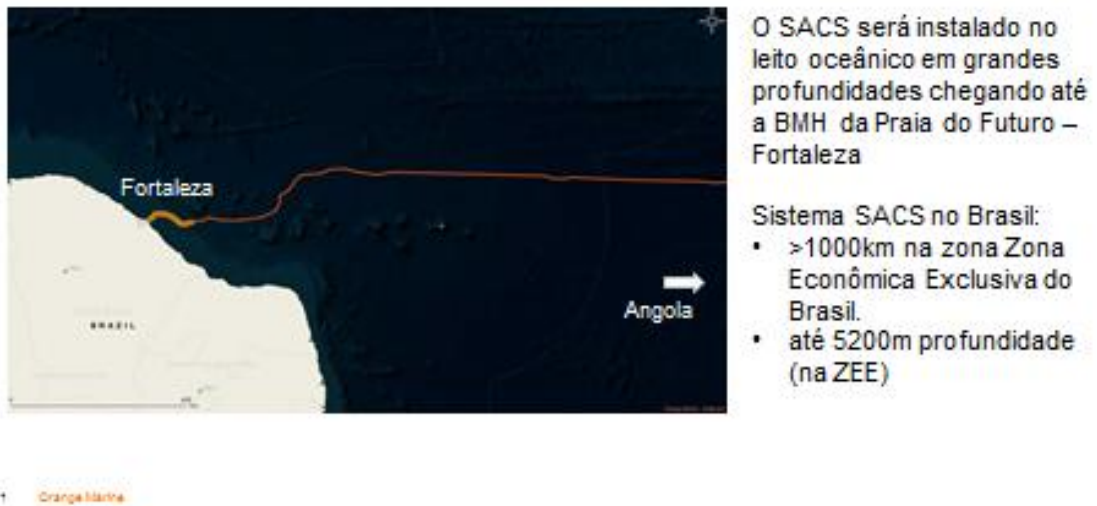 Fortaleza
BRAZIL
Angola
O SACS será instalado no
leito oceânico em grandes
profundidades chegando até
a BMH da Praia do Futuro –
Fortaleza
Sistema SACS no Brasil:
• >1000km na zona Zona
Econômica Exclusiva do
Brasil.
• até 5200m profundidade
(na ZEE)
Orange Marine